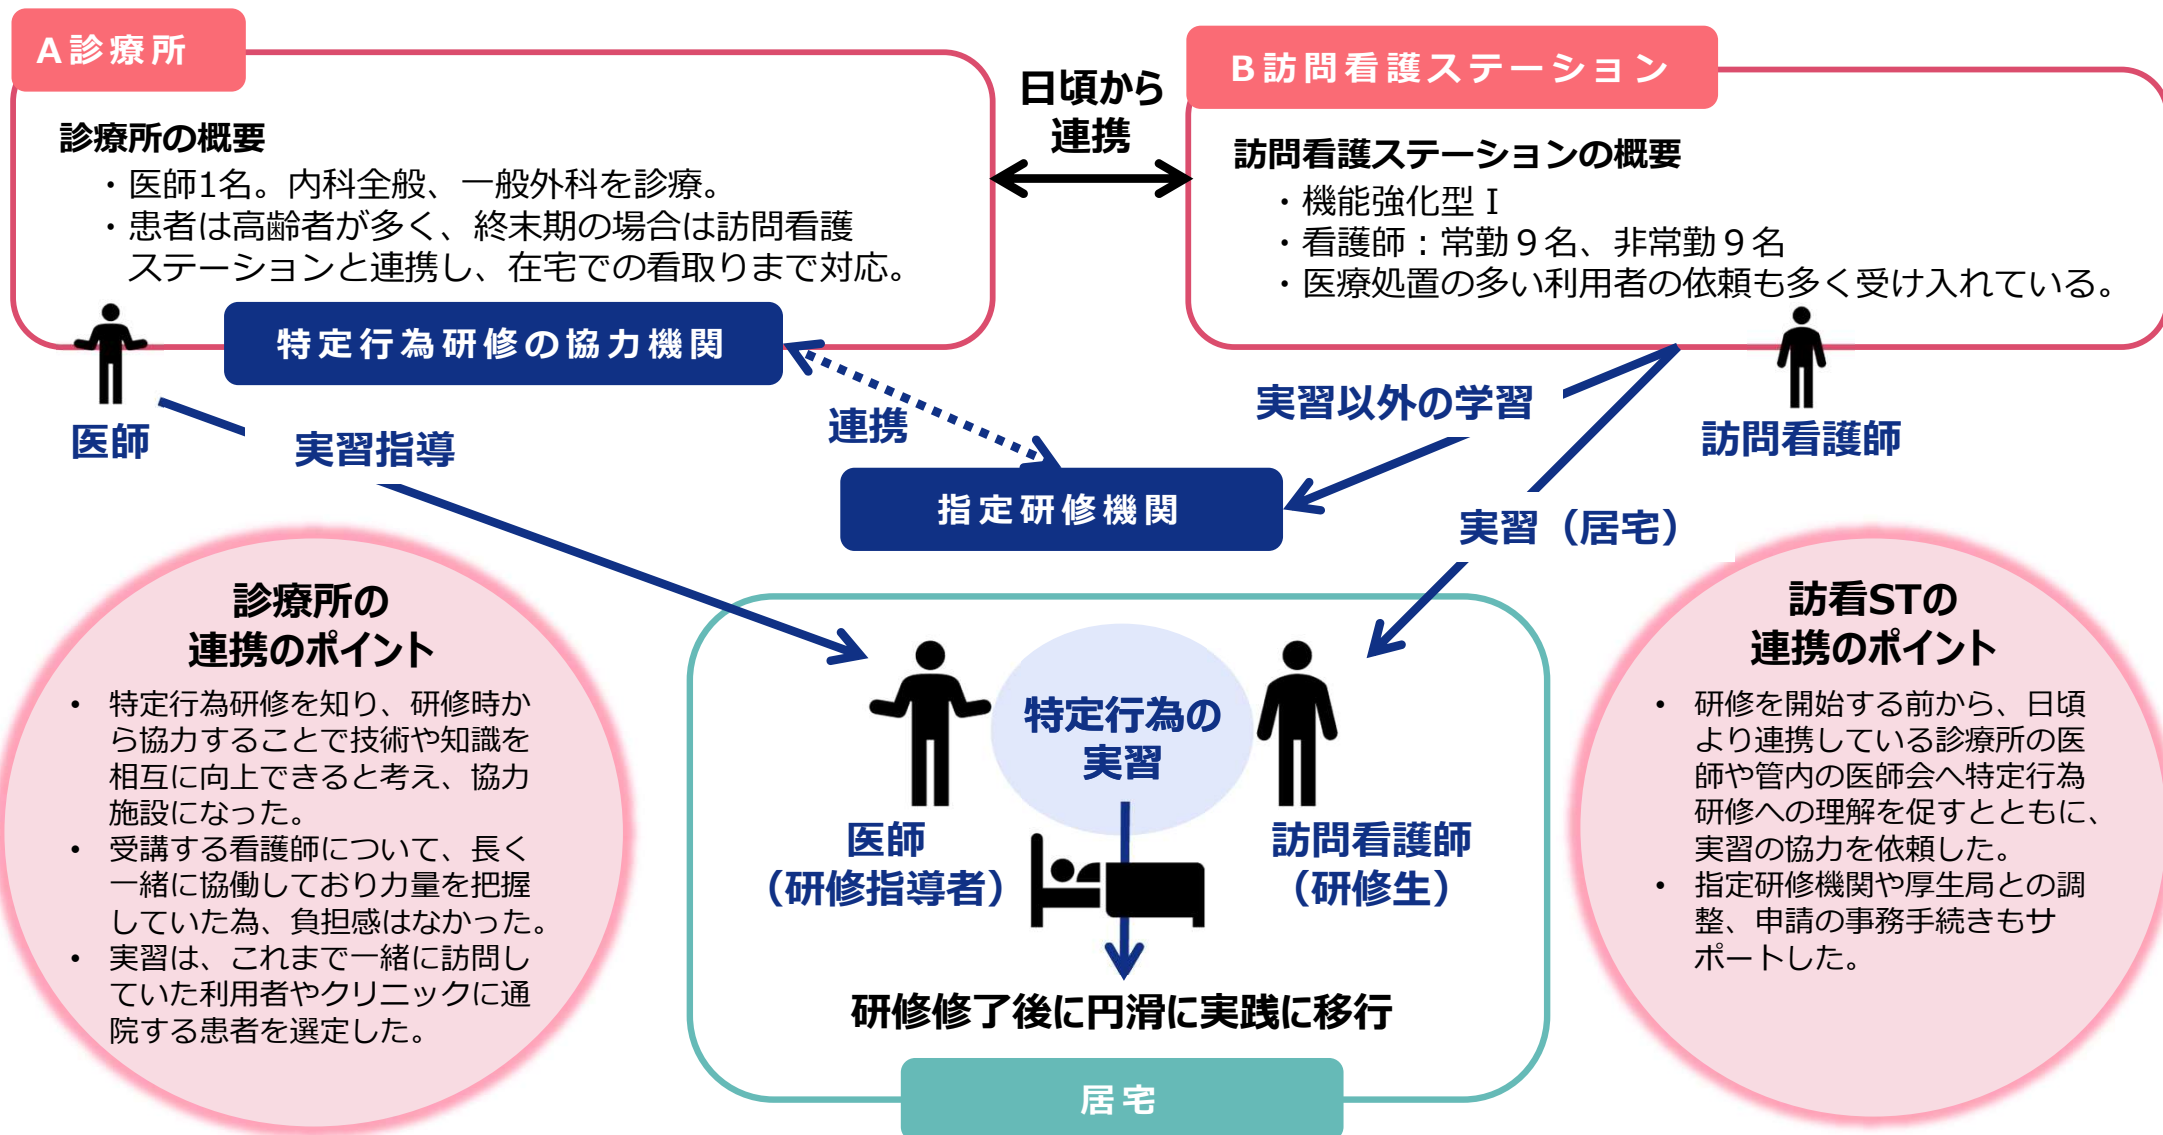 A診療所
診療所の概要
・医師1名。内科全般、一般外科を診療。
・患者は高齢者が多く、終末期の場合は訪問看護
ステーションと連携し、在宅での看取りまで対応。
特定行為研修の協力機関
日頃から
連携
B訪問看護ステーション
訪問看護ステーションの概要
・機能強化型Ⅰ
・看護師：常勤９名、非常勤９名
・医療処置の多い利用者の依頼も多く受け入れている。
医師
実習指導
連携
実習以外の学習
訪問看護師
指定研修機関
実習（居宅）
診療所の
連携のポイント
• 特定行為研修を知り、研修時か
ら協力することで技術や知識を
相互に向上できると考え、協力
施設になった。
• 受講する看護師について、長く
一緒に協働しており力量を把握
していた為、負担感はなかった。
• 実習は、これまで一緒に訪問し
ていた利用者やクリニックに通
院する患者を選定した。
特定行為の
実習
医師
（研修指導者）
訪問看護師
（研修生）
研修修了後に円滑に実践に移行
居宅
訪看STの
連携のポイント
• 研修を開始する前から、日頃
より連携している診療所の医
師や管内の医師会へ特定行為
研修への理解を促すとともに、
実習の協力を依頼した。
• 指定研修機関や厚生局との調
整、申請の事務手続きもサ
ポートした。